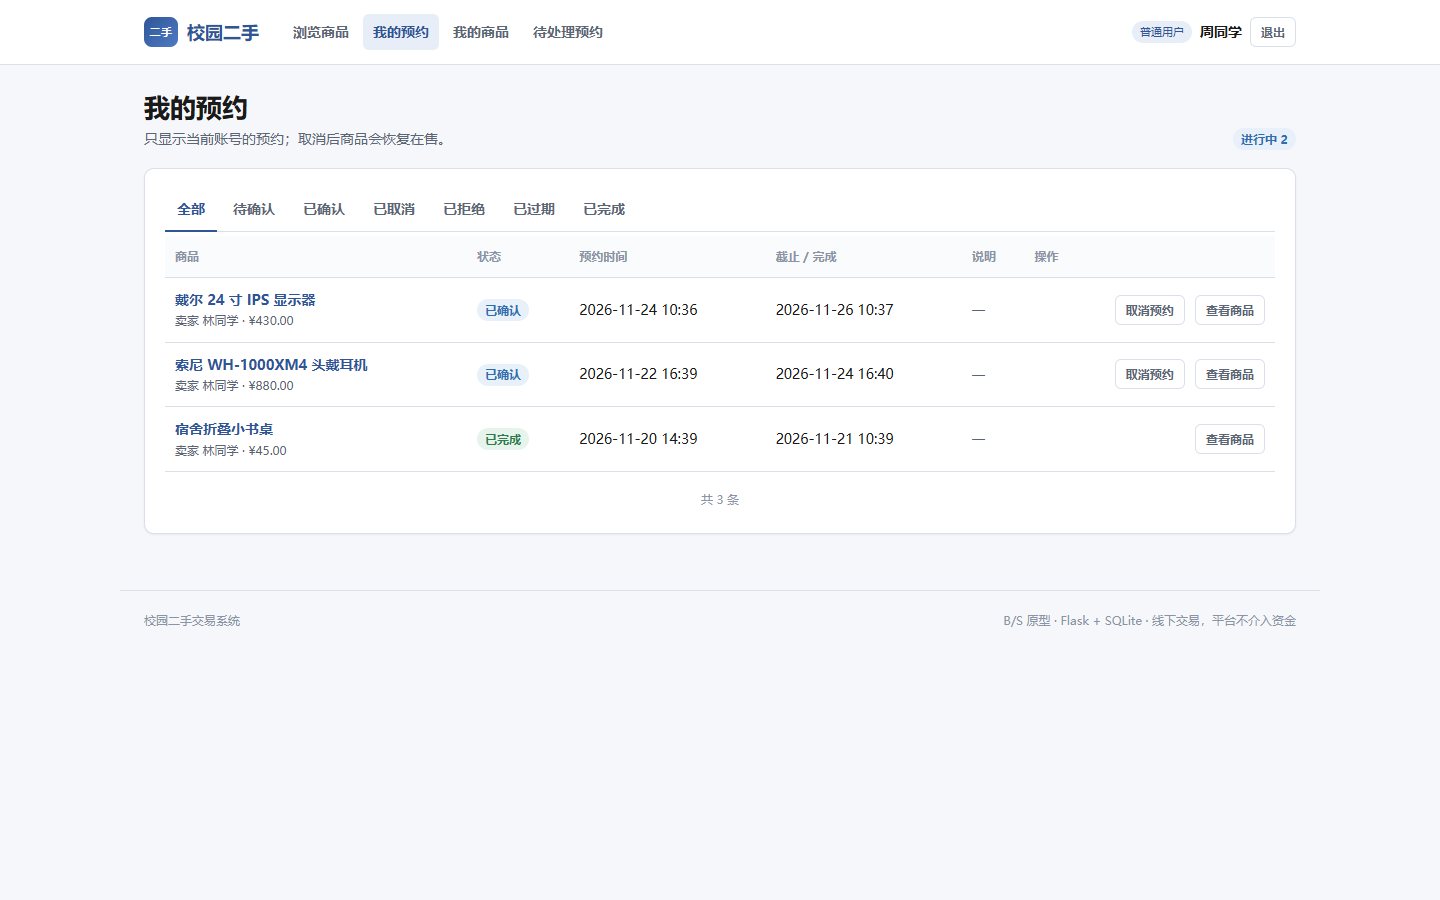 二手 校园二手 浏览商品 我的预约 我的商品 待处理预约 普通用户 周同学 退出
我的预约
只显示当前账号的预约；取消后商品会恢复在售。 进行中 2
全部 待确认 已确认 已取消 已拒绝 已过期 已完成
商品 状态 预约时间 截止 / 完成 说明 操作
戴尔 24 寸 IPS 显示器
卖家 林同学 · ¥430.00
已确认 2026-11-24 10:36 2026-11-26 10:37 — 取消预约 查看商品
索尼 WH-1000XM4 头戴耳机
卖家 林同学 · ¥880.00
已确认 2026-11-22 16:39 2026-11-24 16:40 — 取消预约 查看商品
宿舍折叠小书桌
卖家 林同学 · ¥45.00
已完成 2026-11-20 14:39 2026-11-21 10:39 — 查看商品
共 3 条
校园二手交易系统 B/S 原型 · Flask + SQLite · 线下交易，平台不介入资金